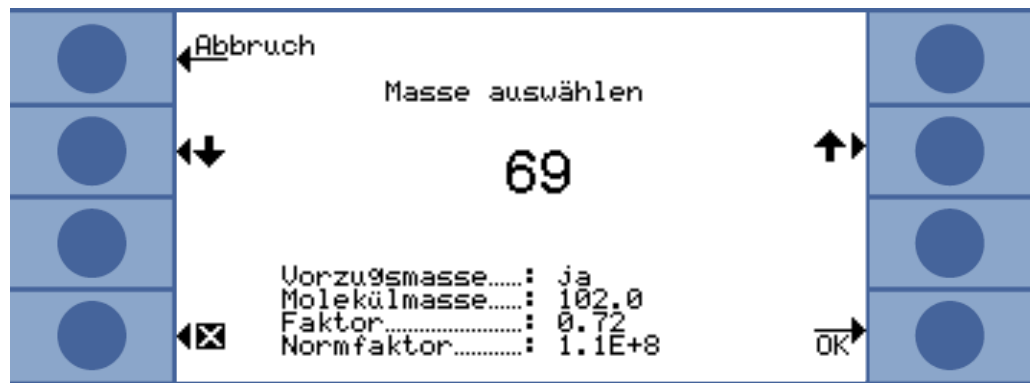 Abbruch
Masse auswählen
69
Vorzugsmasse.....: ja
Molekülmasse.....: 102.0
Faktor....................: 0.72
Normfaktor..........: 1.1E+8
OK